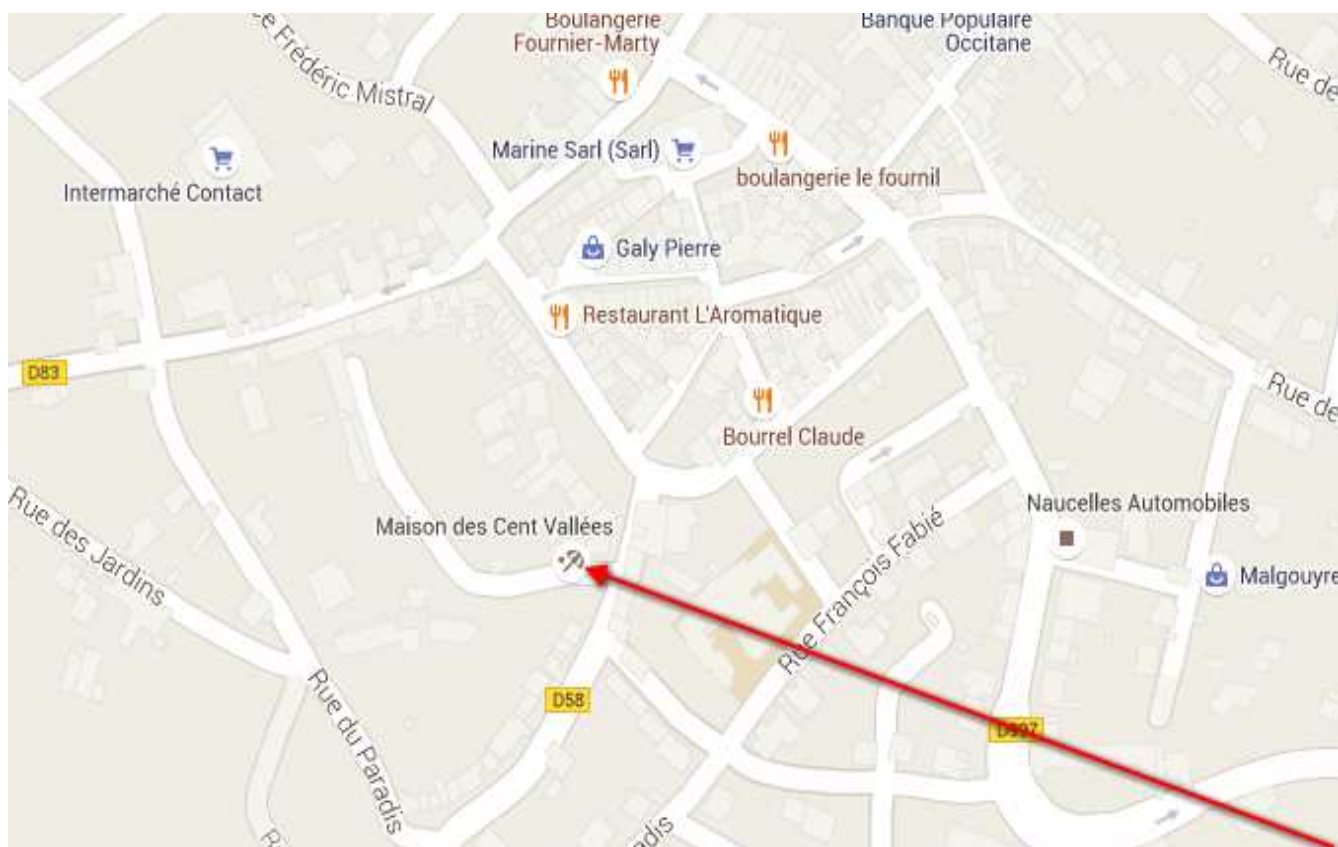 Boulangerie
Fournier-Marty
Banque Populaire
Occitane
Rue de
Frédéric Mistral
Marine Sarl (Sarl)
boulangerie le fournil
Intermarché Contact
Galy Pierre
Restaurant L'Aromatique
D83
Rue de
Bourrel Claude
Rue des Jardins
Maison des Cent Vallées
Naucelles Automobiles
Malgouyre
Rue François Fabié
Rue du Paradis
D58
adis